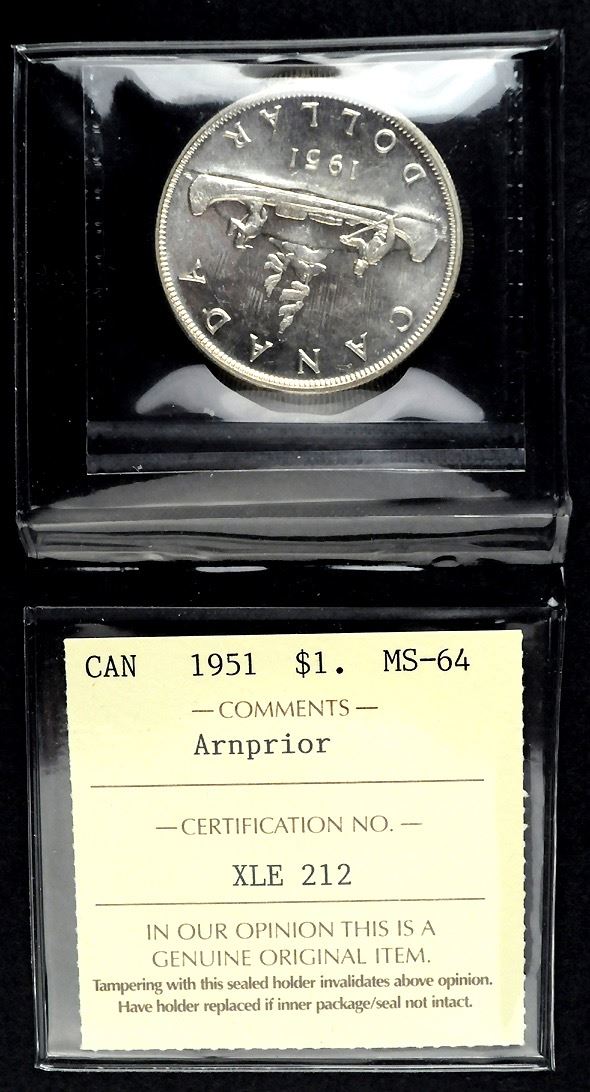 CANADA
1951
DOLLAR
CAN 1951 $1. MS-64
— COMMENTS —
Arnprior
— CERTIFICATION NO. —
XLE 212
IN OUR OPINION THIS IS A
GENUINE ORIGINAL ITEM.
Tampering with this sealed holder invalidates above opinion.
Have holder replaced if inner package/seal not intact.